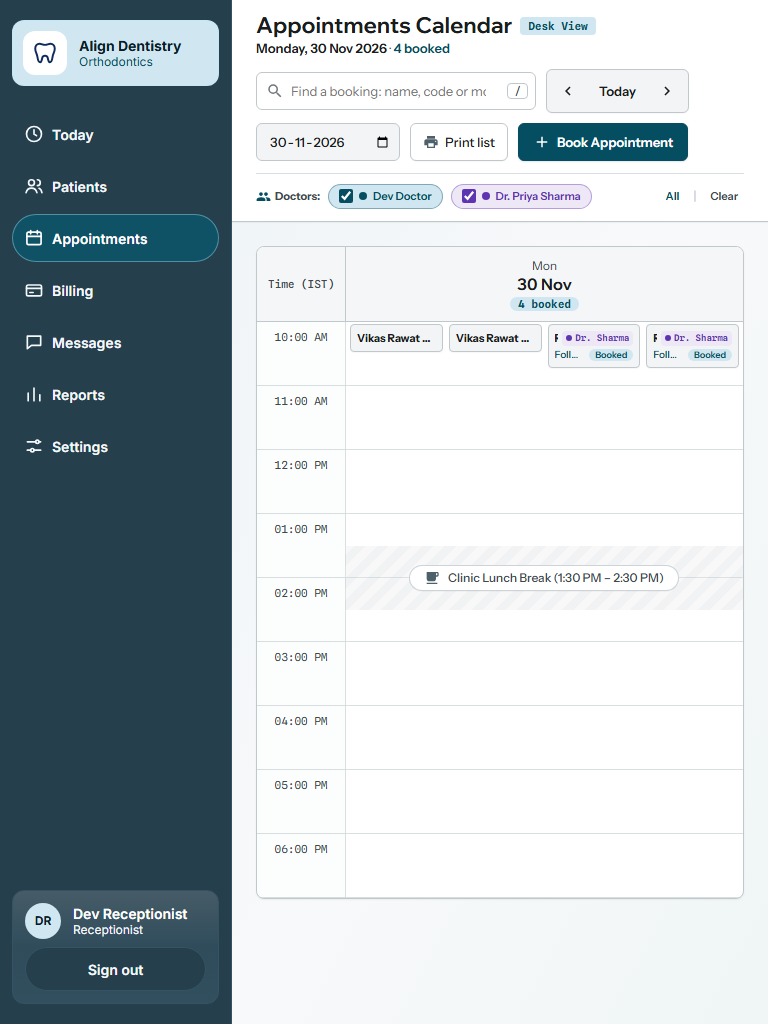 Align Dentistry
Orthodontics
Today
Patients
Appointments
Billing
Messages
Reports
Settings
DR
Dev Receptionist
Receptionist
Sign out
Appointments Calendar
Desk View
Monday, 30 Nov 2026 · 4 booked
Find a booking: name, code or mo
/
Today
30-11-2026
Print list
Book Appointment
Doctors:
Dev Doctor
Dr. Priya Sharma
All
Clear
Time (IST)
Mon
30 Nov
4 booked
10:00 AM
Vikas Rawat ...
Vikas Rawat ...
Dr. Sharma
Foll... Booked
Dr. Sharma
Foll... Booked
11:00 AM
12:00 PM
01:00 PM
Clinic Lunch Break (1:30 PM – 2:30 PM)
02:00 PM
03:00 PM
04:00 PM
05:00 PM
06:00 PM